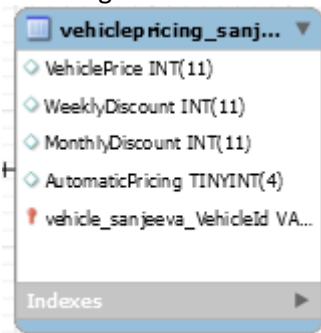 vehiclepricing_sanj...
VehiclePrice INT(11)
WeeklyDiscount INT(11)
MonthlyDiscount INT(11)
AutomaticPricing TINYINT(4)
vehicle_sanjeeva_VehicleId VA...
Indexes